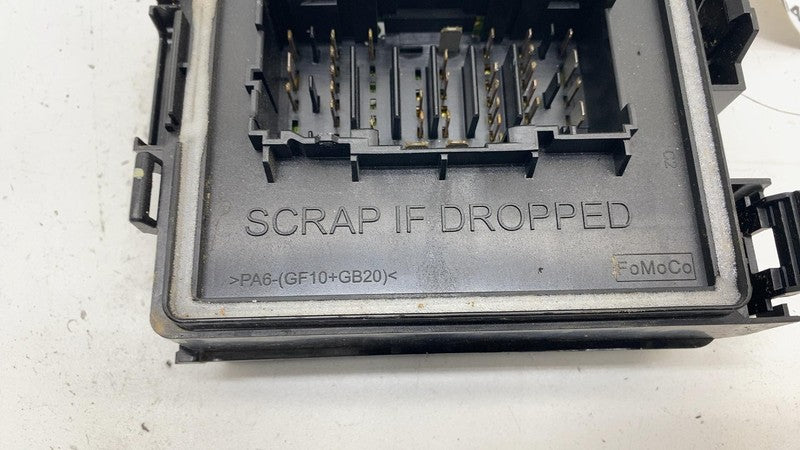 SCRAP IF DROPPED
>PA6-(GF10+GB20)<
FoMoCo